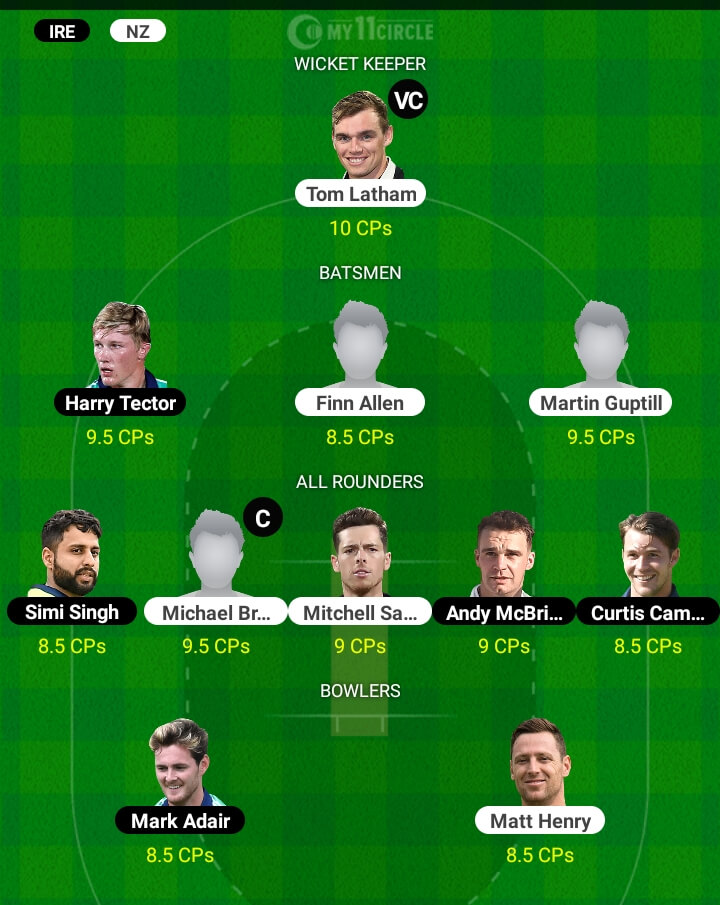 IRE NZ MY11CIRCLE
WICKET KEEPER
VC
Tom Latham
10 CPs
BATSMEN
Harry Tector Finn Allen Martin Guptill
9.5 CPs 8.5 CPs 9.5 CPs
ALL ROUNDERS
C
Simi Singh Michael Br... Mitchell Sa... Andy McBri... Curtis Cam...
8.5 CPs 9.5 CPs 9 CPs 9 CPs 8.5 CPs
BOWLERS
Mark Adair Matt Henry
8.5 CPs 8.5 CPs